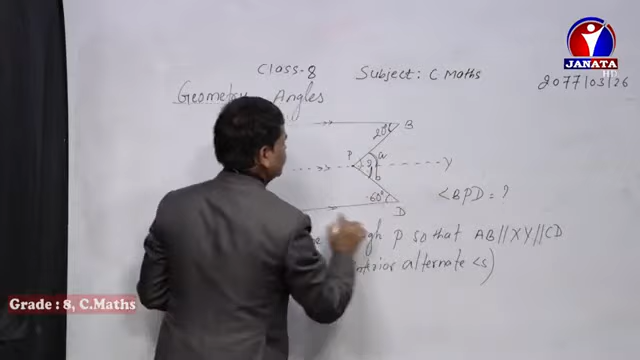 JANATA
HD
Class-8 Subject: C Maths
2077/03/26
Geometry Angles
B
20°
P
a
?
b
Y
60°
D
<BPD = ?
P so that AB//XY//CD
alternate <s)
Grade : 8, C.Maths